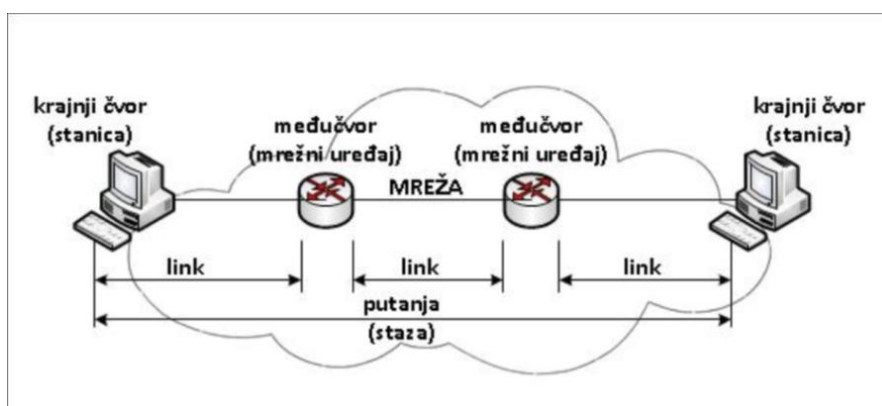 krajnji čvor
(stanica)
međučvor
(mrežni uređaj)
međučvor
(mrežni uređaj)
krajnji čvor
(stanica)
MREŽA
link
link
link
putanja
(staza)